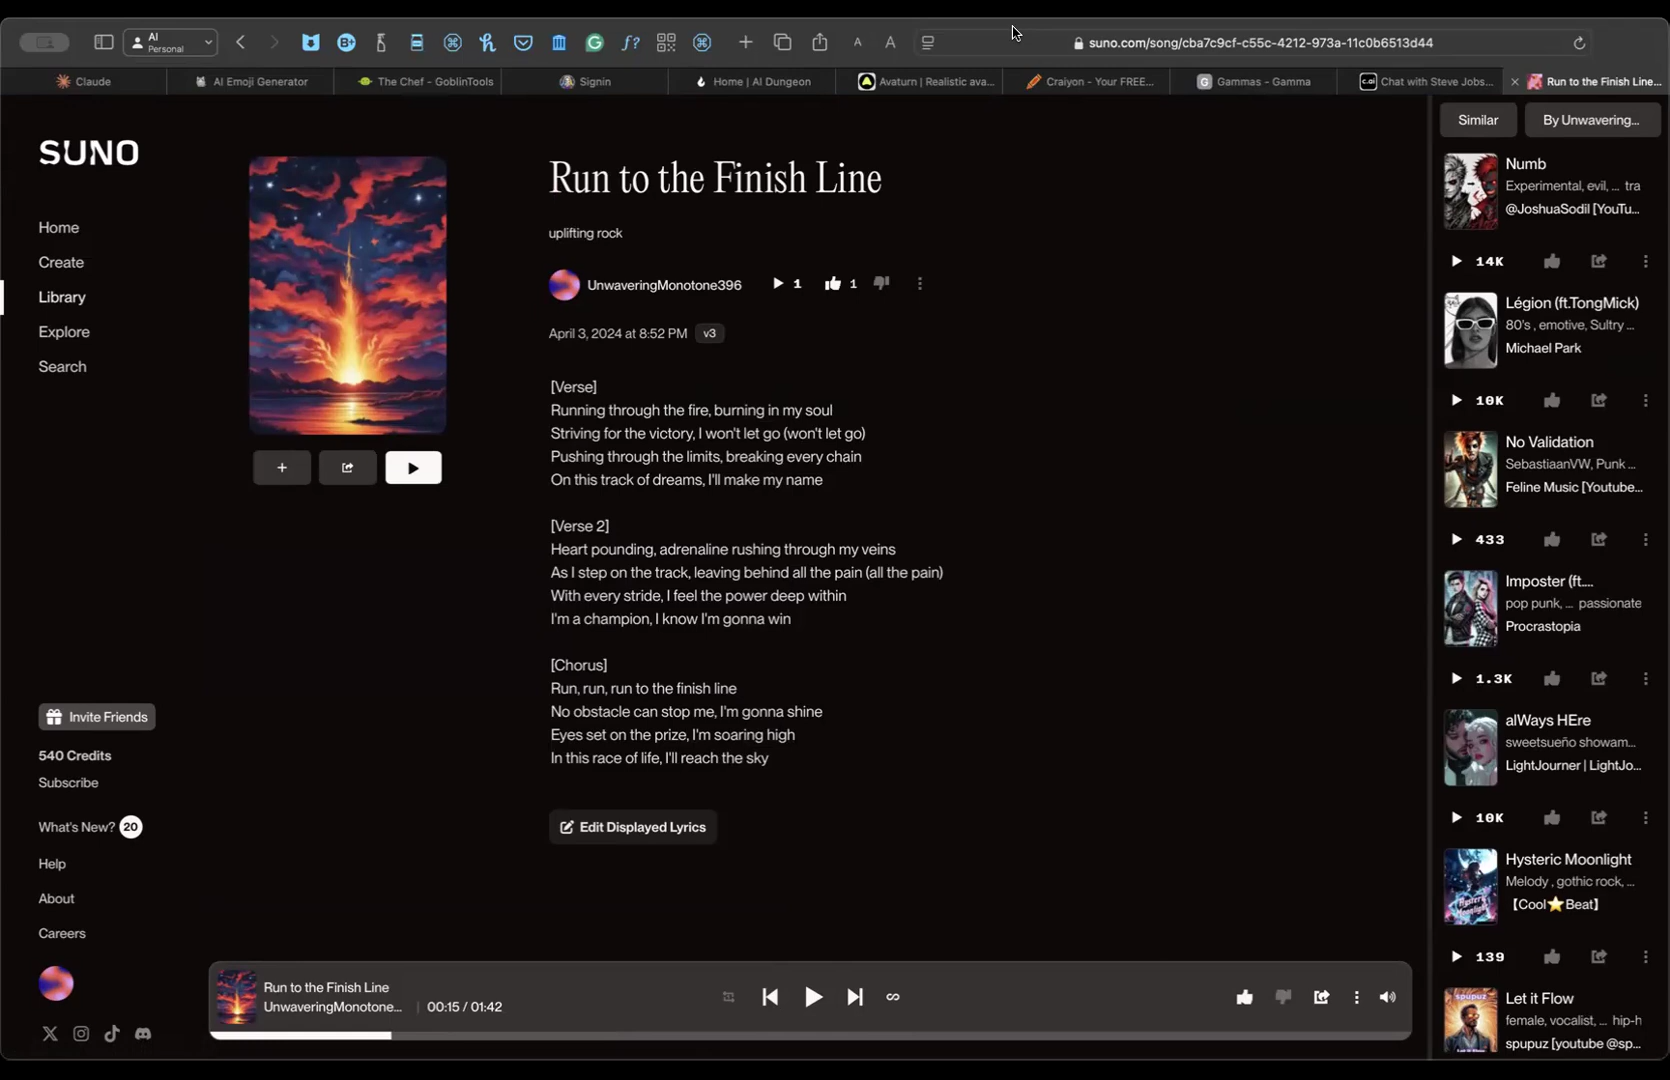 AI
Personal
suno.com/song/cba7c9cf-c55c-4212-973a-11c0b6513d44
Claude
AI Emoji Generator
The Chef - GoblinTools
Signin
Home | AI Dungeon
Avaturn | Realistic ava...
Craiyon - Your FREE...
Gammas - Gamma
Chat with Steve Jobs...
Run to the Finish Line...
SUNO
Home
Create
Library
Explore
Search
Invite Friends
540 Credits
Subscribe
What's New? 20
Help
About
Careers
Run to the Finish Line
uplifting rock
UnwaveringMonotone396 1 1
April 3, 2024 at 8:52 PM v3
[Verse]
Running through the fire, burning in my soul
Striving for the victory, I won't let go (won't let go)
Pushing through the limits, breaking every chain
On this track of dreams, I'll make my name
[Verse 2]
Heart pounding, adrenaline rushing through my veins
As I step on the track, leaving behind all the pain (all the pain)
With every stride, I feel the power deep within
I'm a champion, I know I'm gonna win
[Chorus]
Run, run, run to the finish line
No obstacle can stop me, I'm gonna shine
Eyes set on the prize, I'm soaring high
In this race of life, I'll reach the sky
Edit Displayed Lyrics
Similar
By Unwavering...
Numb
Experimental, evil, ... tra
@JoshuaSodil [YouTu...
14K
Légion (ft.TongMick)
80's , emotive, Sultry ...
Michael Park
10K
No Validation
SebastiaanVW, Punk ...
Feline Music [Youtube...
433
Imposter (ft....
pop punk, ... passionate
Procrastopia
1.3K
alWays HEre
sweetsueño showam...
LightJourner | LightJo...
10K
Hysteric Moonlight
Melody , gothic rock, ...
【Cool⭐Beat】
139
Let it Flow
female, vocalist, ... hip-h
spupuz [youtube @sp...
Run to the Finish Line
UnwaveringMonotone... 00:15 / 01:42